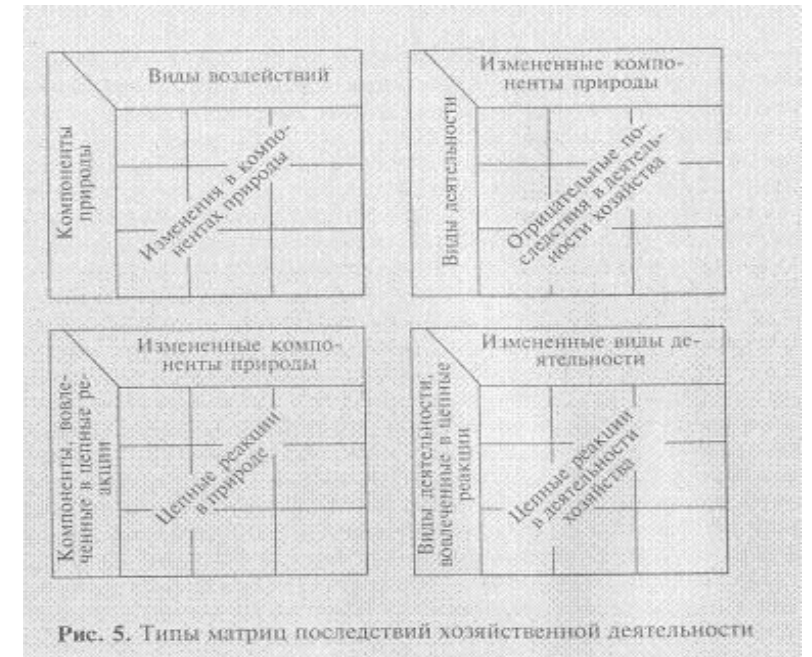 Виды воздействий
Компоненты
природы
Изменения в компо-
нентах природы
Измененные компо-
ненты природы
Виды деятельности
Отрицательные по-
следствия в деятель-
ности хозяйства
Измененные компо-
ненты природы
Компоненты, вовле-
ченные в цепные ре-
акции
Цепные реакции
в природе
Измененные виды де-
ятельности
Виды деятельности,
вовлеченные в цепные
реакции
Цепные реакции
в деятельности
хозяйства
Рис. 5. Типы матриц последствий хозяйственной деятельности